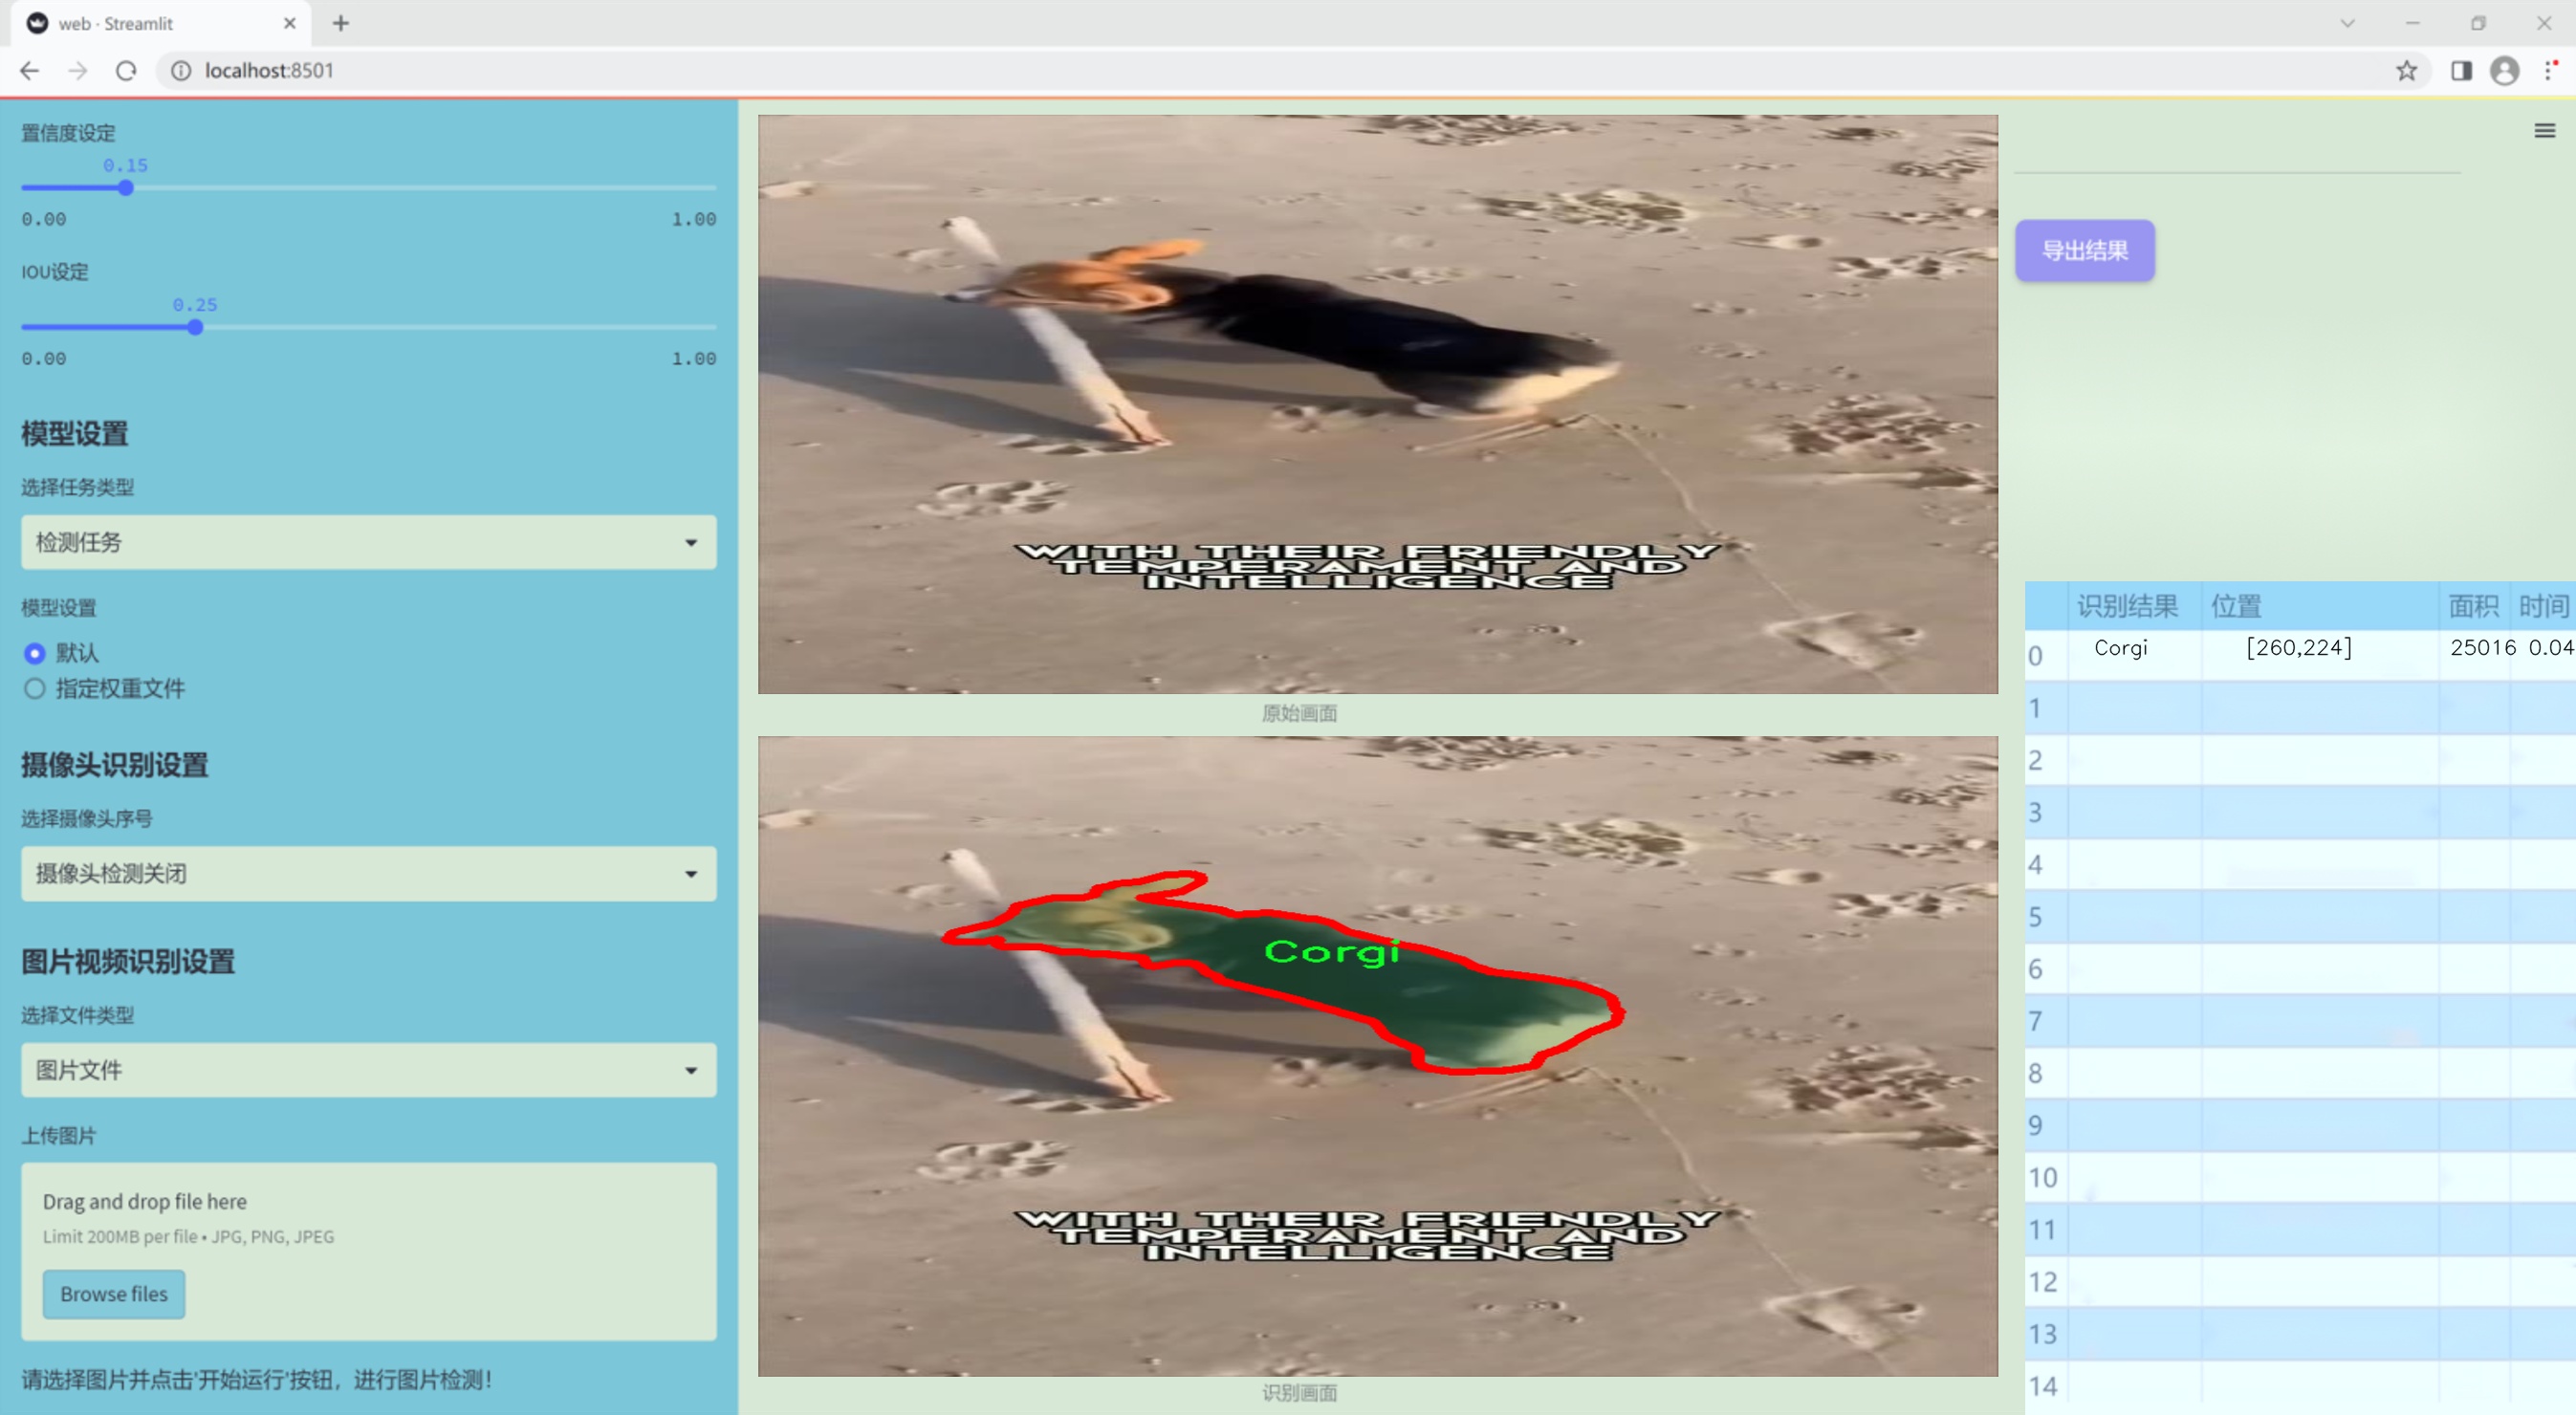 web · Streamlit
localhost:8501
置信度设定
0.15
0.00 1.00
IOU设定
0.25
0.00 1.00
模型设置
选择任务类型
检测任务
模型设置
默认
指定权重文件
摄像头识别设置
选择摄像头序号
摄像头检测关闭
图片视频识别设置
选择文件类型
图片文件
上传图片
Drag and drop file here
Limit 200MB per file • JPG, PNG, JPEG
Browse files
请选择图片并点击'开始运行'按钮，进行图片检测！
WITH THEIR FRIENDLY
TEMPERAMENT AND
INTELLIGENCE
原始画面
Corgi
WITH THEIR FRIENDLY
TEMPERAMENT AND
INTELLIGENCE
识别画面
导出结果
识别结果 位置 面积 时间
0 Corgi [260,224] 25016 0.04
1
2
3
4
5
6
7
8
9
10
11
12
13
14